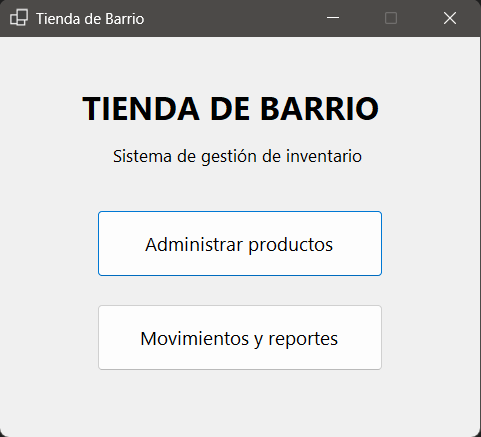 Tienda de Barrio
TIENDA DE BARRIO
Sistema de gestión de inventario
Administrar productos
Movimientos y reportes